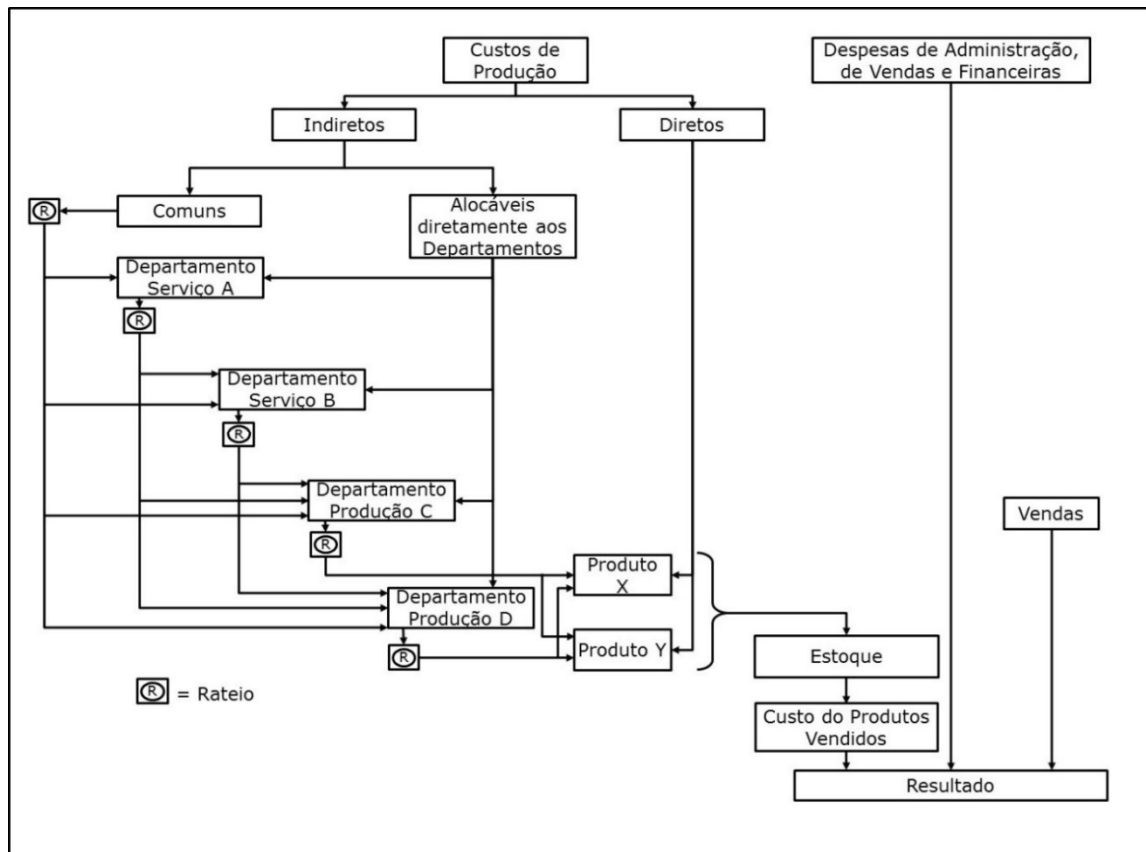 Custos de
Produção
Despesas de Administração,
de Vendas e Financeiras
Indiretos
Diretos
R
Comuns
Alocáveis
diretamente aos
Departamentos
Departamento
Serviço A
R
Departamento
Serviço B
R
Departamento
Produção C
Vendas
R
Produto
X
Departamento
Produção D
Produto Y
R
Estoque
R = Rateio
Custo do Produtos
Vendidos
Resultado